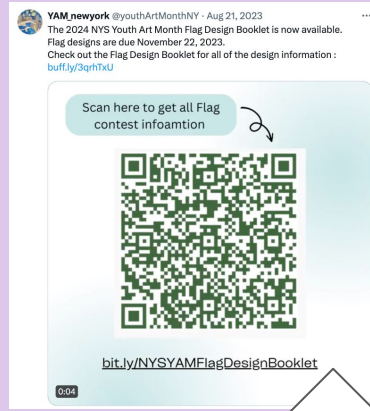 YAM_newyork @youthArtMonthNY · Aug 21, 2023
The 2024 NYS Youth Art Month Flag Design Booklet is now available.
Flag designs are due November 22, 2023.
Check out the Flag Design Booklet for all of the design information :
buff.ly/3qrhTxU
Scan here to get all Flag
contest infoamtion
bit.ly/NYSYAMFlagDesignBooklet
0:04